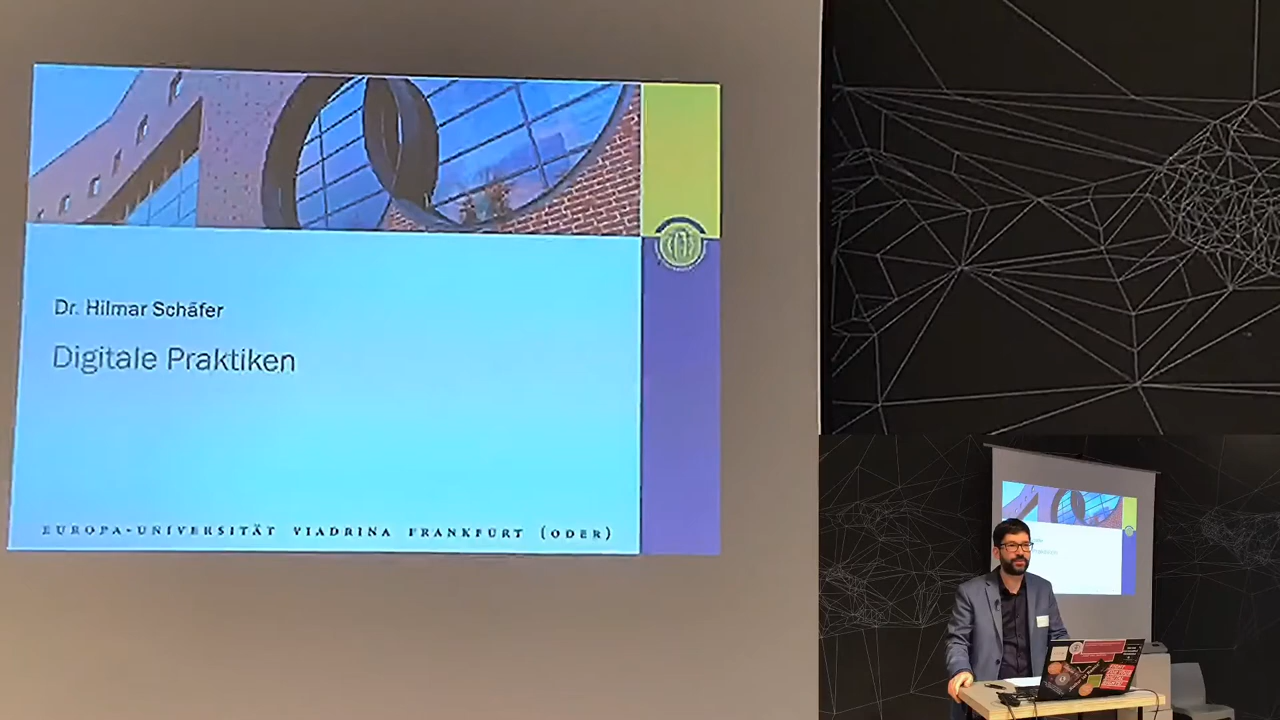 Dr. Hilmar Schäfer
Digitale Praktiken
EUROPA-UNIVERSITÄT VIADRINA FRANKFURT (ODER)